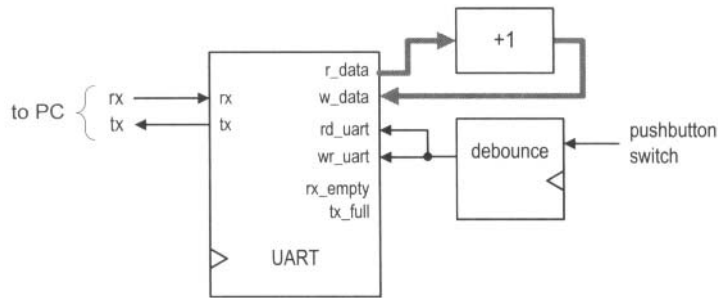 +1
r_data
w_data
to PC
rx
rx
tx
tx
rd_uart
wr_uart
debounce
pushbutton
switch
rx_empty
tx_full
UART